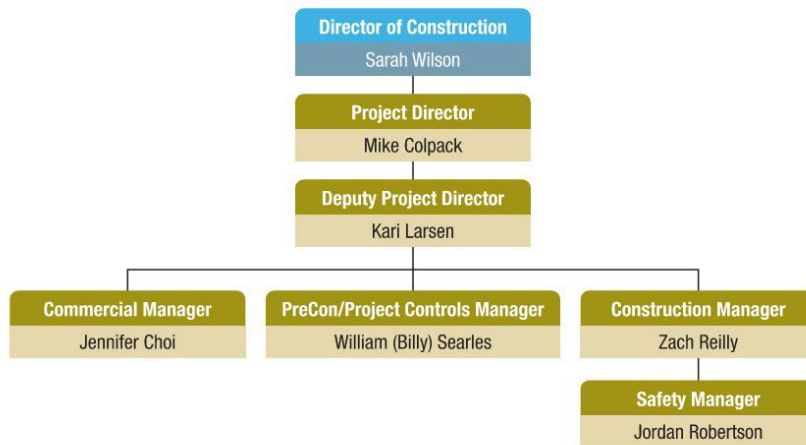 Director of Construction
Sarah Wilson
Project Director
Mike Colpack
Deputy Project Director
Kari Larsen
Commercial Manager
Jennifer Choi
PreCon/Project Controls Manager
William (Billy) Searles
Construction Manager
Zach Reilly
Safety Manager
Jordan Robertson